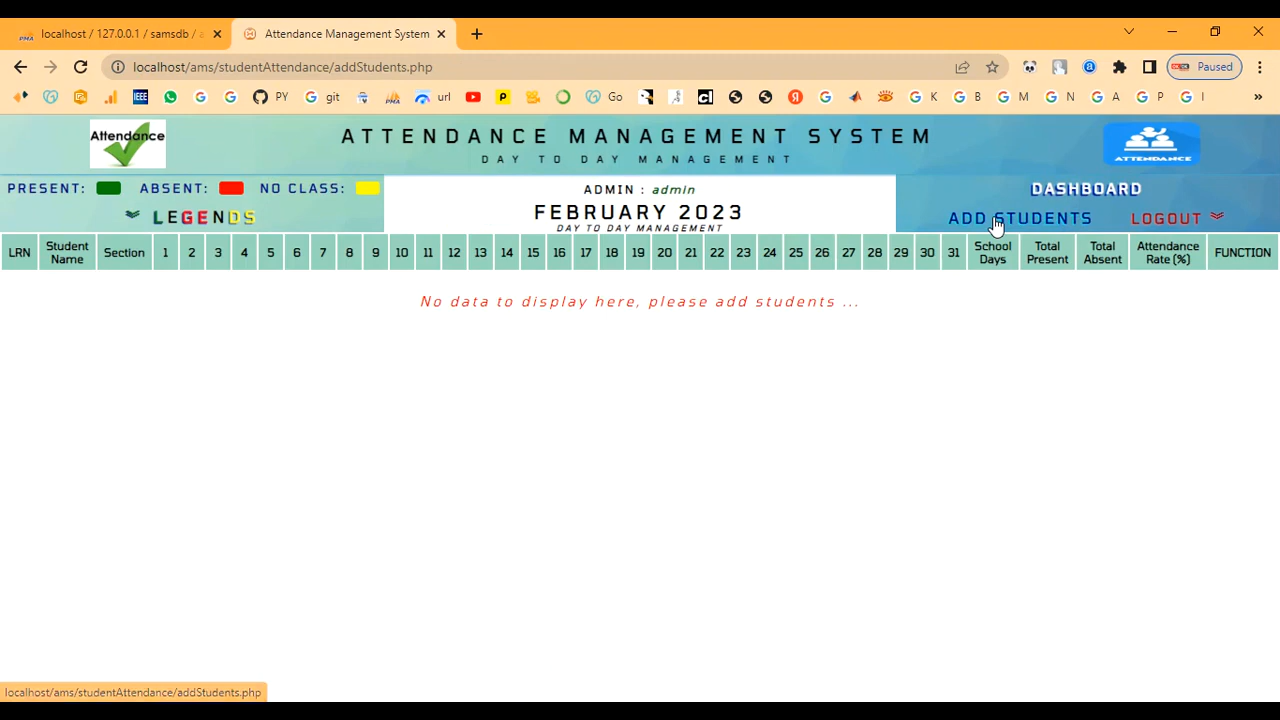 localhost / 127.0.0.1 / samsdb / a
Attendance Management System
localhost/ams/studentAttendance/addStudents.php
Paused
IEEE
PY
git
url
Go
K
B
M
N
A
P
I
Attendance
ATTENDANCE MANAGEMENT SYSTEM
DAY TO DAY MANAGEMENT
ATTENDANCE
PRESENT:
ABSENT:
NO CLASS:
LEGENDS
ADMIN : admin
FEBRUARY 2023
DAY TO DAY MANAGEMENT
DASHBOARD
ADD STUDENTS
LOGOUT
LRN
Student
Name
Section
1 2 3 4 5 6 7 8 9 10 11 12 13 14 15 16 17 18 19 20 21 22 23 24 25 26 27 28 29 30 31
School
Days
Total
Present
Total
Absent
Attendance
Rate (%)
FUNCTION
No data to display here, please add students ...
localhost/ams/studentAttendance/addStudents.php